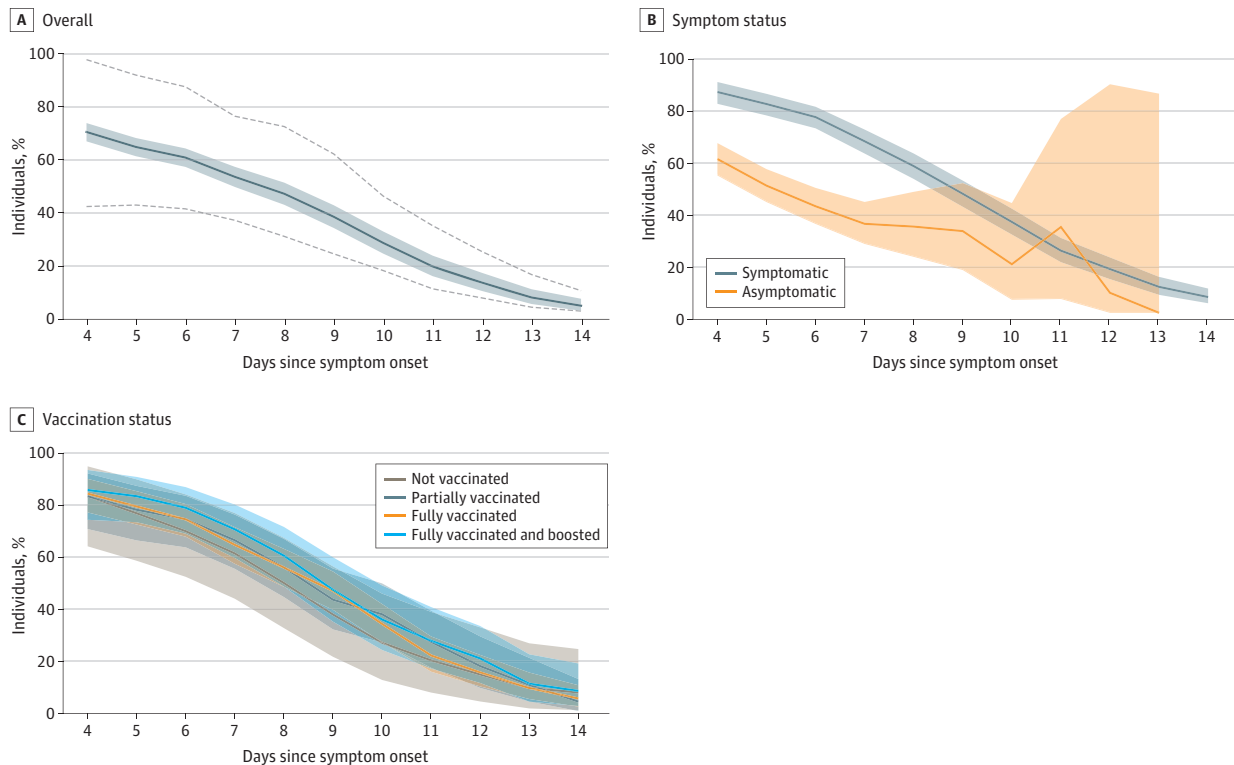 A Overall
100
80
60
40
20
0
Individuals, %
4 5 6 7 8 9 10 11 12 13 14
Days since symptom onset
B Symptom status
100
80
60
40
20
0
Individuals, %
Symptomatic
Asymptomatic
4 5 6 7 8 9 10 11 12 13 14
Days since symptom onset
C Vaccination status
100
80
60
40
20
0
Individuals, %
Not vaccinated
Partially vaccinated
Fully vaccinated
Fully vaccinated and boosted
4 5 6 7 8 9 10 11 12 13 14
Days since symptom onset